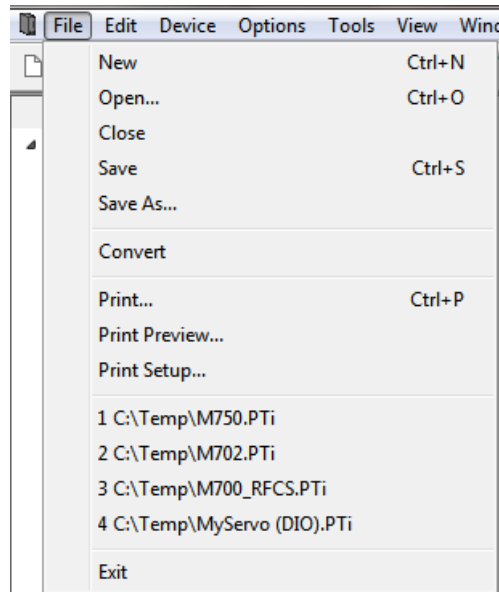 File Edit Device Options Tools View Wind
New Ctrl+N
Open... Ctrl+O
Close
Save Ctrl+S
Save As...
Convert
Print... Ctrl+P
Print Preview...
Print Setup...
1 C:\Temp\M750.PTi
2 C:\Temp\M702.PTi
3 C:\Temp\M700_RFCS.PTi
4 C:\Temp\MyServo (DIO).PTi
Exit